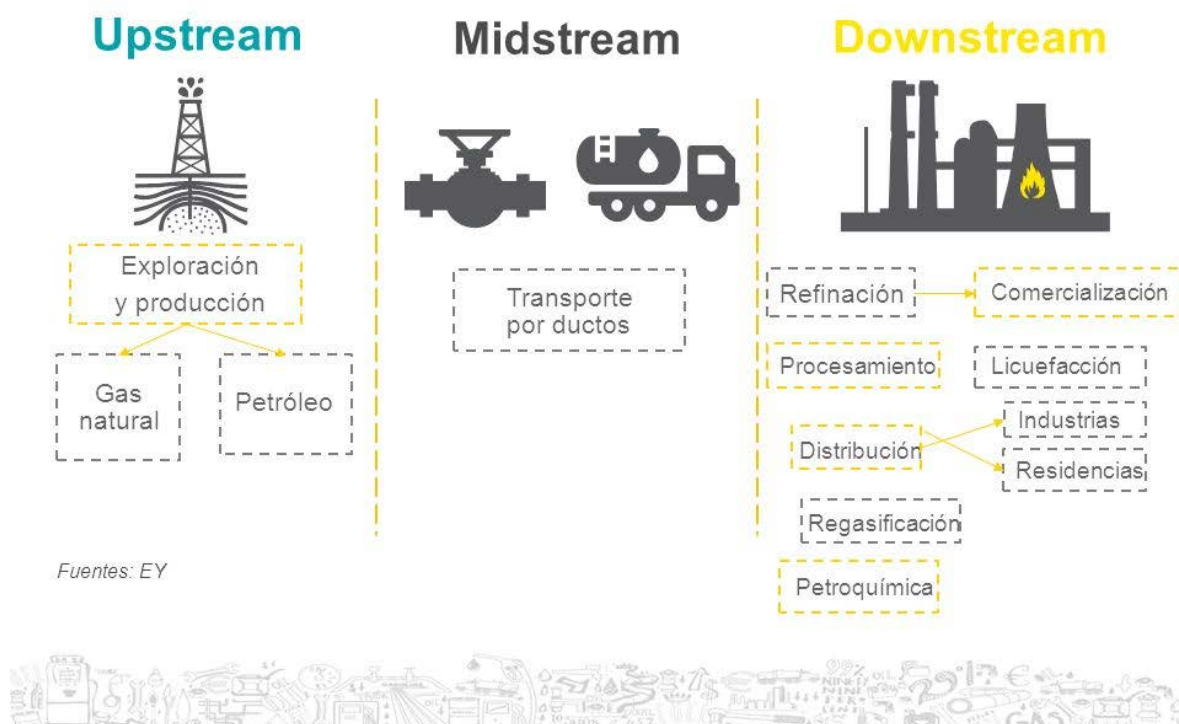 Upstream
Midstream
Downstream
Exploración
y producción
Gas
natural
Petróleo
Transporte
por ductos
Refinación
Comercialización
Procesamiento
Licuefacción
Distribución
Industrias
Residencias
Regasificación
Petroquímica
Fuentes: EY